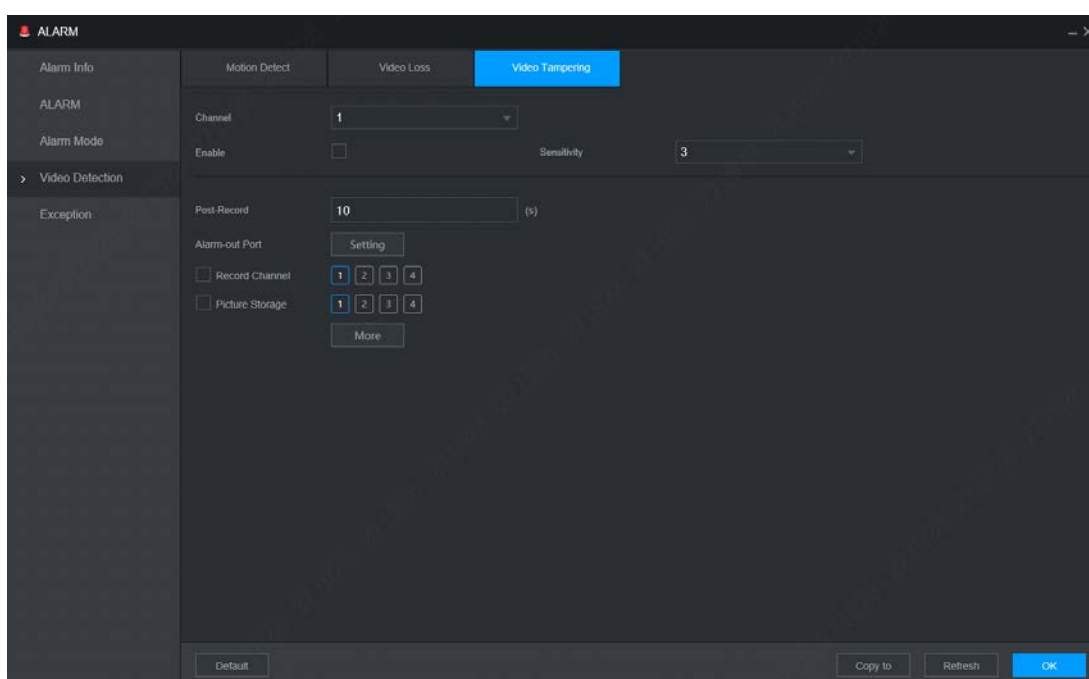 ALARM
Alarm Info
ALARM
Alarm Mode
Video Detection
Exception
Motion Detect Video Loss Video Tampering
Channel 1
Enable Sensitivity 3
Post-Record 10 (s)
Alarm-out Port Setting
Record Channel 1 2 3 4
Picture Storage 1 2 3 4
More
Default Copy to Refresh OK